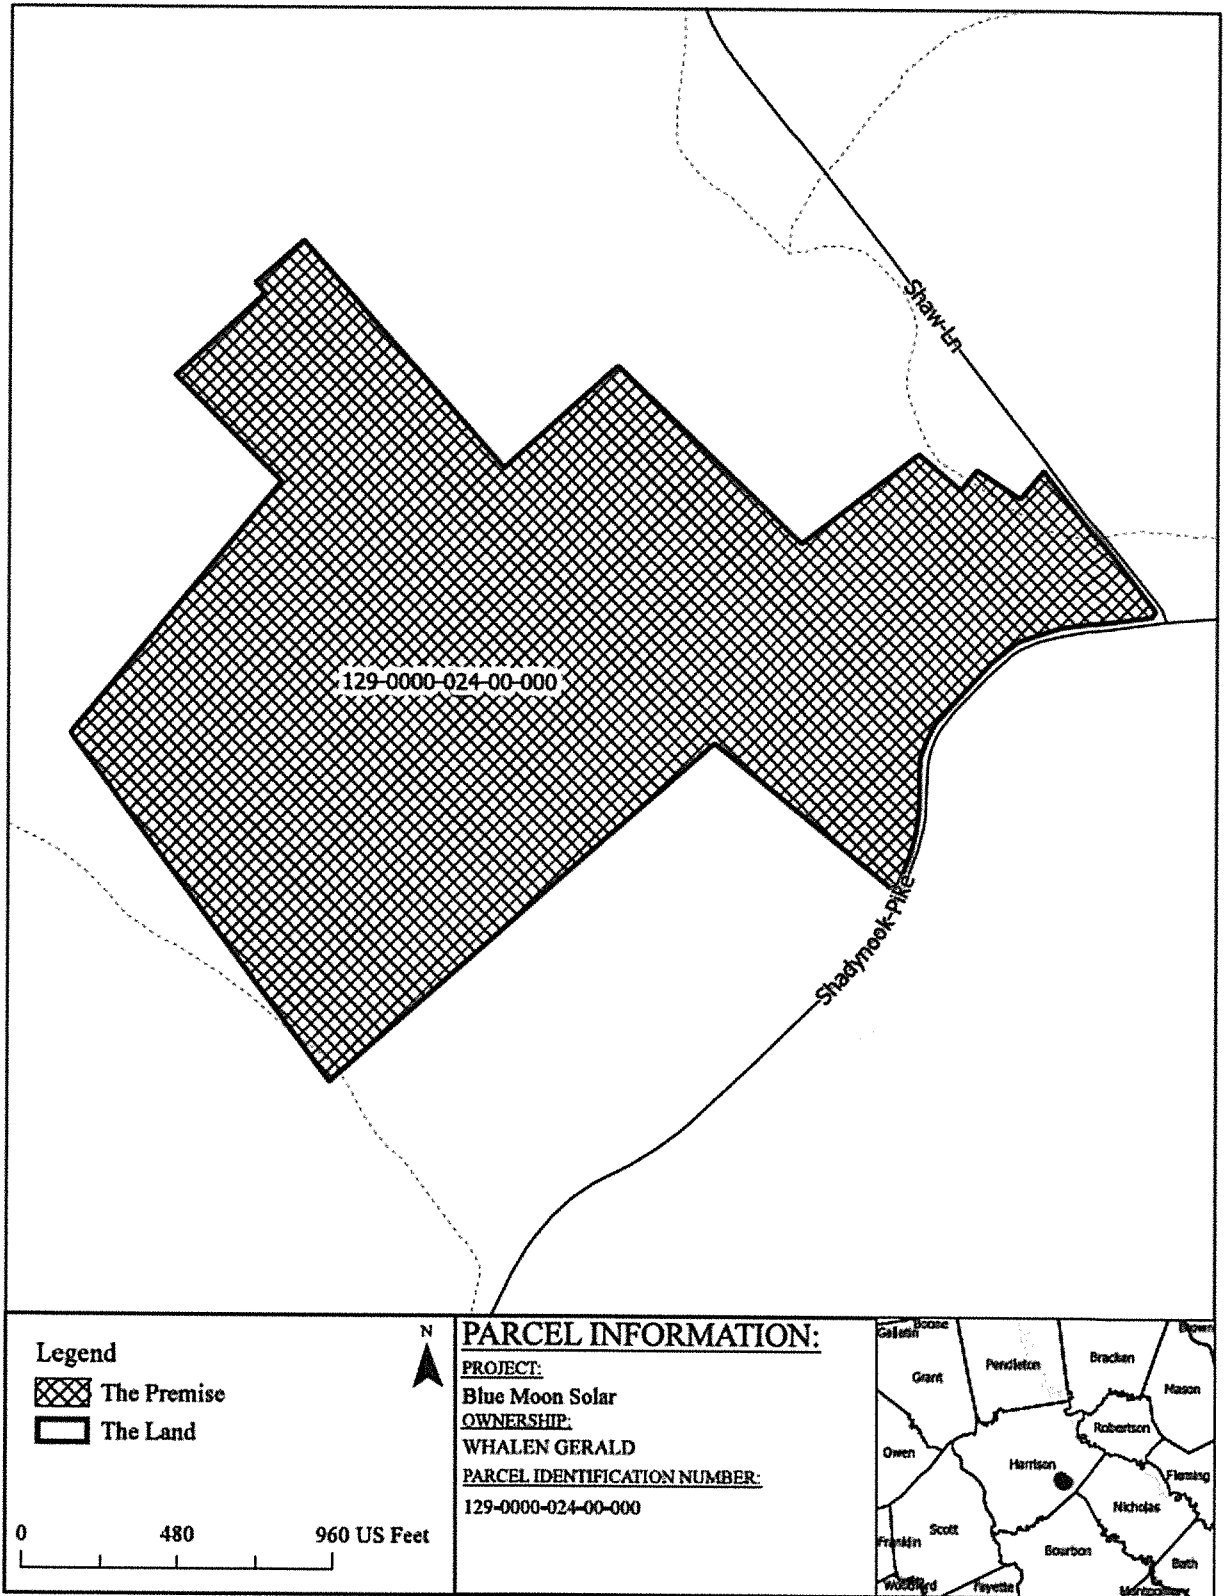 Shaw-Ln
129-0000-024-00-000
Shadynook-Pike
Legend
The Premise
The Land
0 480 960 US Feet
N
PARCEL INFORMATION:
PROJECT:
Blue Moon Solar
OWNERSHIP:
WHALEN GERALD
PARCEL IDENTIFICATION NUMBER:
129-0000-024-00-000
Boone
Gallatin
Brown
Grant
Pendleton
Bracken
Mason
Robertson
Owen
Harrison
Fleming
Nicholas
Scott
Franklin
Bourbon
Bath
Woodford
Fayette
Montgomery